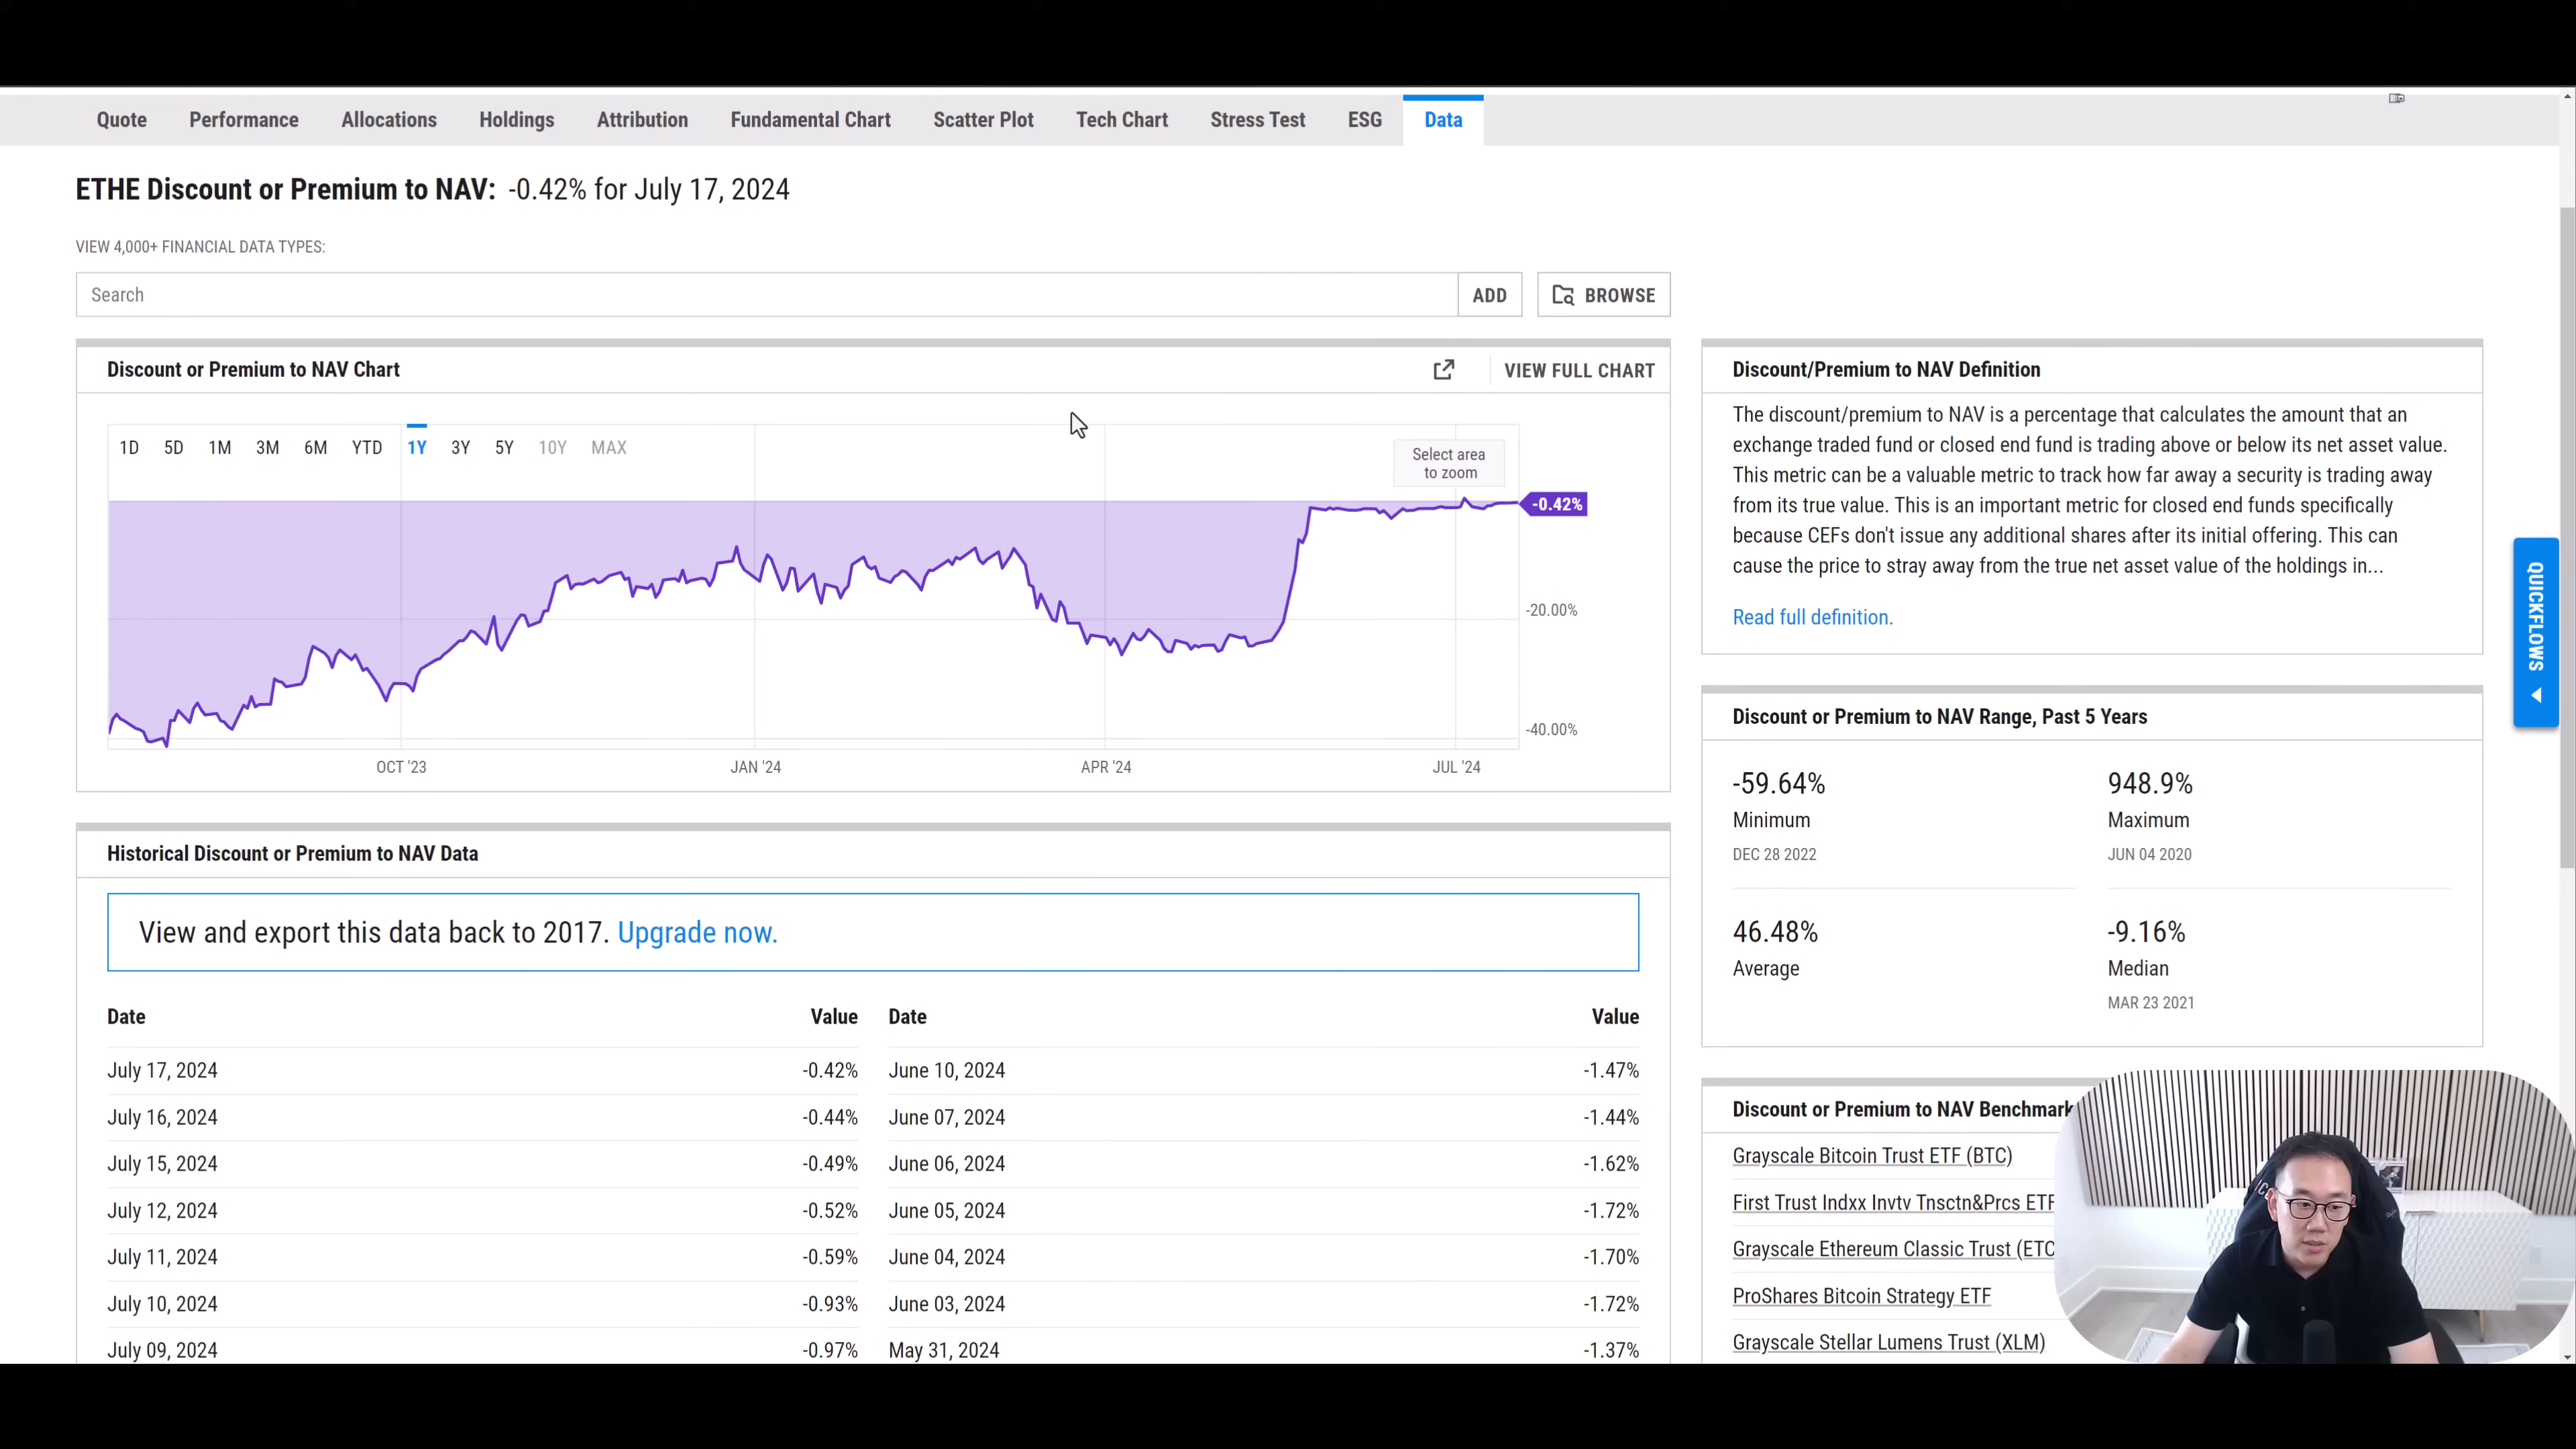 Quote Performance Allocations Holdings Attribution Fundamental Chart Scatter Plot Tech Chart Stress Test ESG Data
ETHE Discount or Premium to NAV: -0.42% for July 17, 2024
VIEW 4,000+ FINANCIAL DATA TYPES:
Search ADD BROWSE
Discount or Premium to NAV Chart VIEW FULL CHART
1D 5D 1M 3M 6M YTD 1Y 3Y 5Y 10Y MAX
Select area
to zoom
-0.42%
-20.00%
-40.00%
OCT '23 JAN '24 APR '24 JUL '24
Discount/Premium to NAV Definition
The discount/premium to NAV is a percentage that calculates the amount that an
exchange traded fund or closed end fund is trading above or below its net asset value.
This metric can be a valuable metric to track how far away a security is trading away
from its true value. This is an important metric for closed end funds specifically
because CEFs don't issue any additional shares after its initial offering. This can
cause the price to stray away from the true net asset value of the holdings in...
Read full definition.
QUICKFLOWS
Discount or Premium to NAV Range, Past 5 Years
-59.64% 948.9%
Minimum Maximum
DEC 28 2022 JUN 04 2020
46.48% -9.16%
Average Median
MAR 23 2021
Historical Discount or Premium to NAV Data
View and export this data back to 2017. Upgrade now.
Date Value Date Value
July 17, 2024 -0.42% June 10, 2024 -1.47%
July 16, 2024 -0.44% June 07, 2024 -1.44%
July 15, 2024 -0.49% June 06, 2024 -1.62%
July 12, 2024 -0.52% June 05, 2024 -1.72%
July 11, 2024 -0.59% June 04, 2024 -1.70%
July 10, 2024 -0.93% June 03, 2024 -1.72%
July 09, 2024 -0.97% May 31, 2024 -1.37%
Discount or Premium to NAV Benchmark
Grayscale Bitcoin Trust ETF (BTC)
First Trust Indxx Invtv Tnsctn&Prcs ETF
Grayscale Ethereum Classic Trust (ETC
ProShares Bitcoin Strategy ETF
Grayscale Stellar Lumens Trust (XLM)